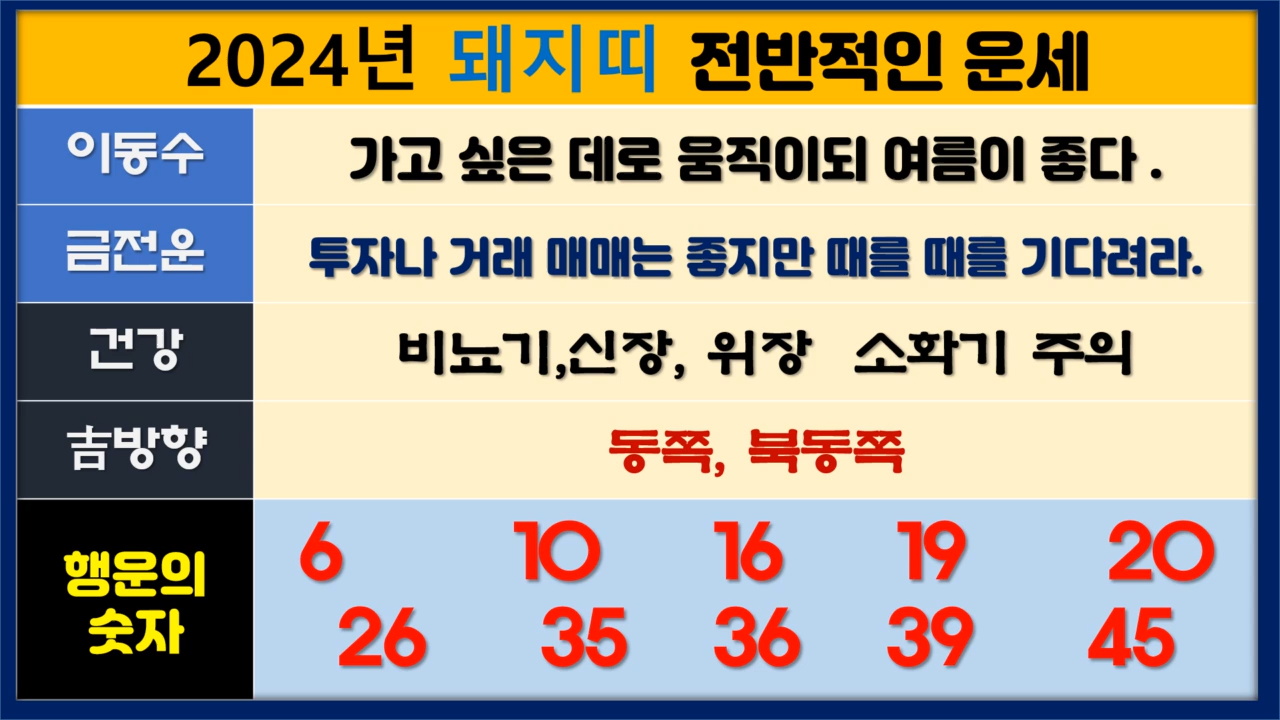 2024년 돼지띠 전반적인 운세
이동수
가고 싶은 데로 움직이되 여름이 좋다 .
금전운
투자나 거래 매매는 좋지만 때를 때를 기다려라.
건강
비뇨기,신장, 위장 소화기 주의
吉방향
동쪽, 북동쪽
행운의
숫자
6 10 16 19 20
26 35 36 39 45